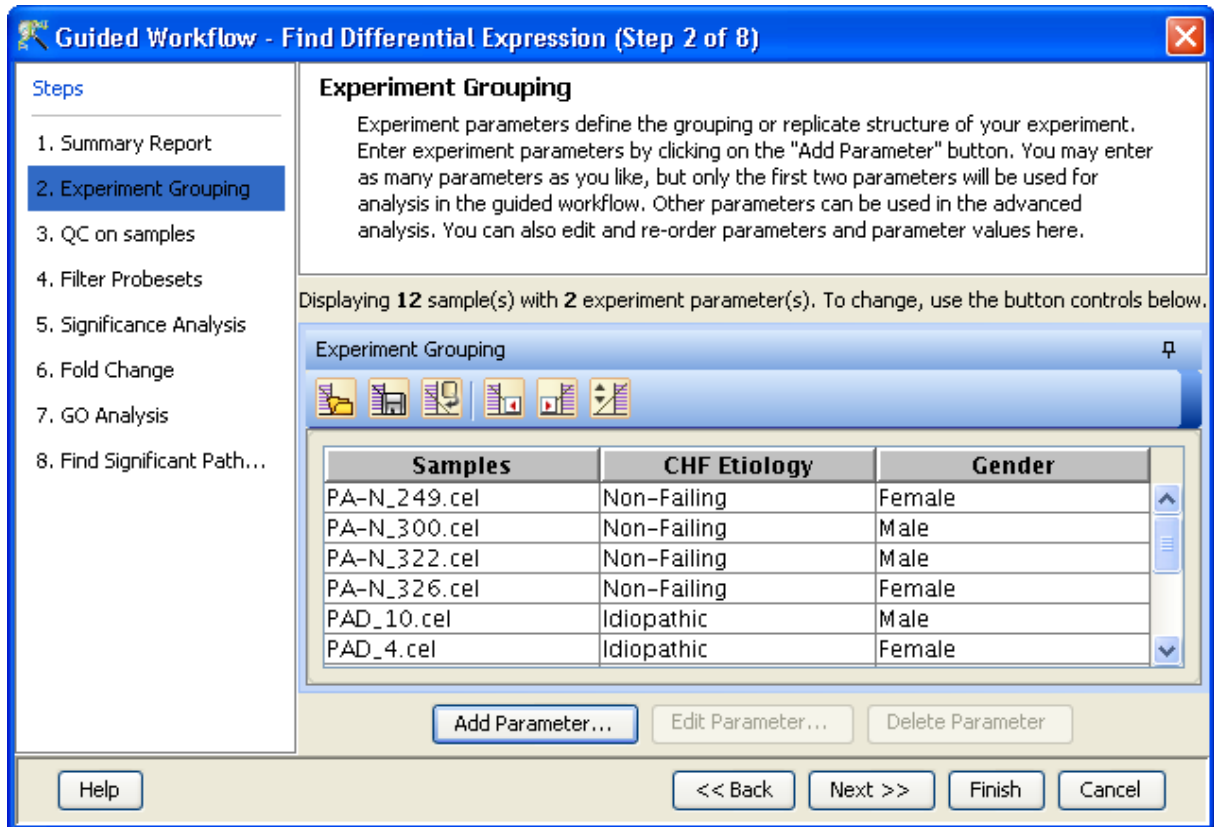 Guided Workflow - Find Differential Expression (Step 2 of 8)
Steps
1. Summary Report
2. Experiment Grouping
3. QC on samples
4. Filter Probesets
5. Significance Analysis
6. Fold Change
7. GO Analysis
8. Find Significant Path...
Experiment Grouping
Experiment parameters define the grouping or replicate structure of your experiment.
Enter experiment parameters by clicking on the "Add Parameter" button. You may enter
as many parameters as you like, but only the first two parameters will be used for
analysis in the guided workflow. Other parameters can be used in the advanced
analysis. You can also edit and re-order parameters and parameter values here.
Displaying 12 sample(s) with 2 experiment parameter(s). To change, use the button controls below.
Experiment Grouping
Samples CHF Etiology Gender
PA-N_249.cel Non-Failing Female
PA-N_300.cel Non-Failing Male
PA-N_322.cel Non-Failing Male
PA-N_326.cel Non-Failing Female
PAD_10.cel Idiopathic Male
PAD_4.cel Idiopathic Female
Add Parameter... Edit Parameter... Delete Parameter
Help << Back Next >> Finish Cancel